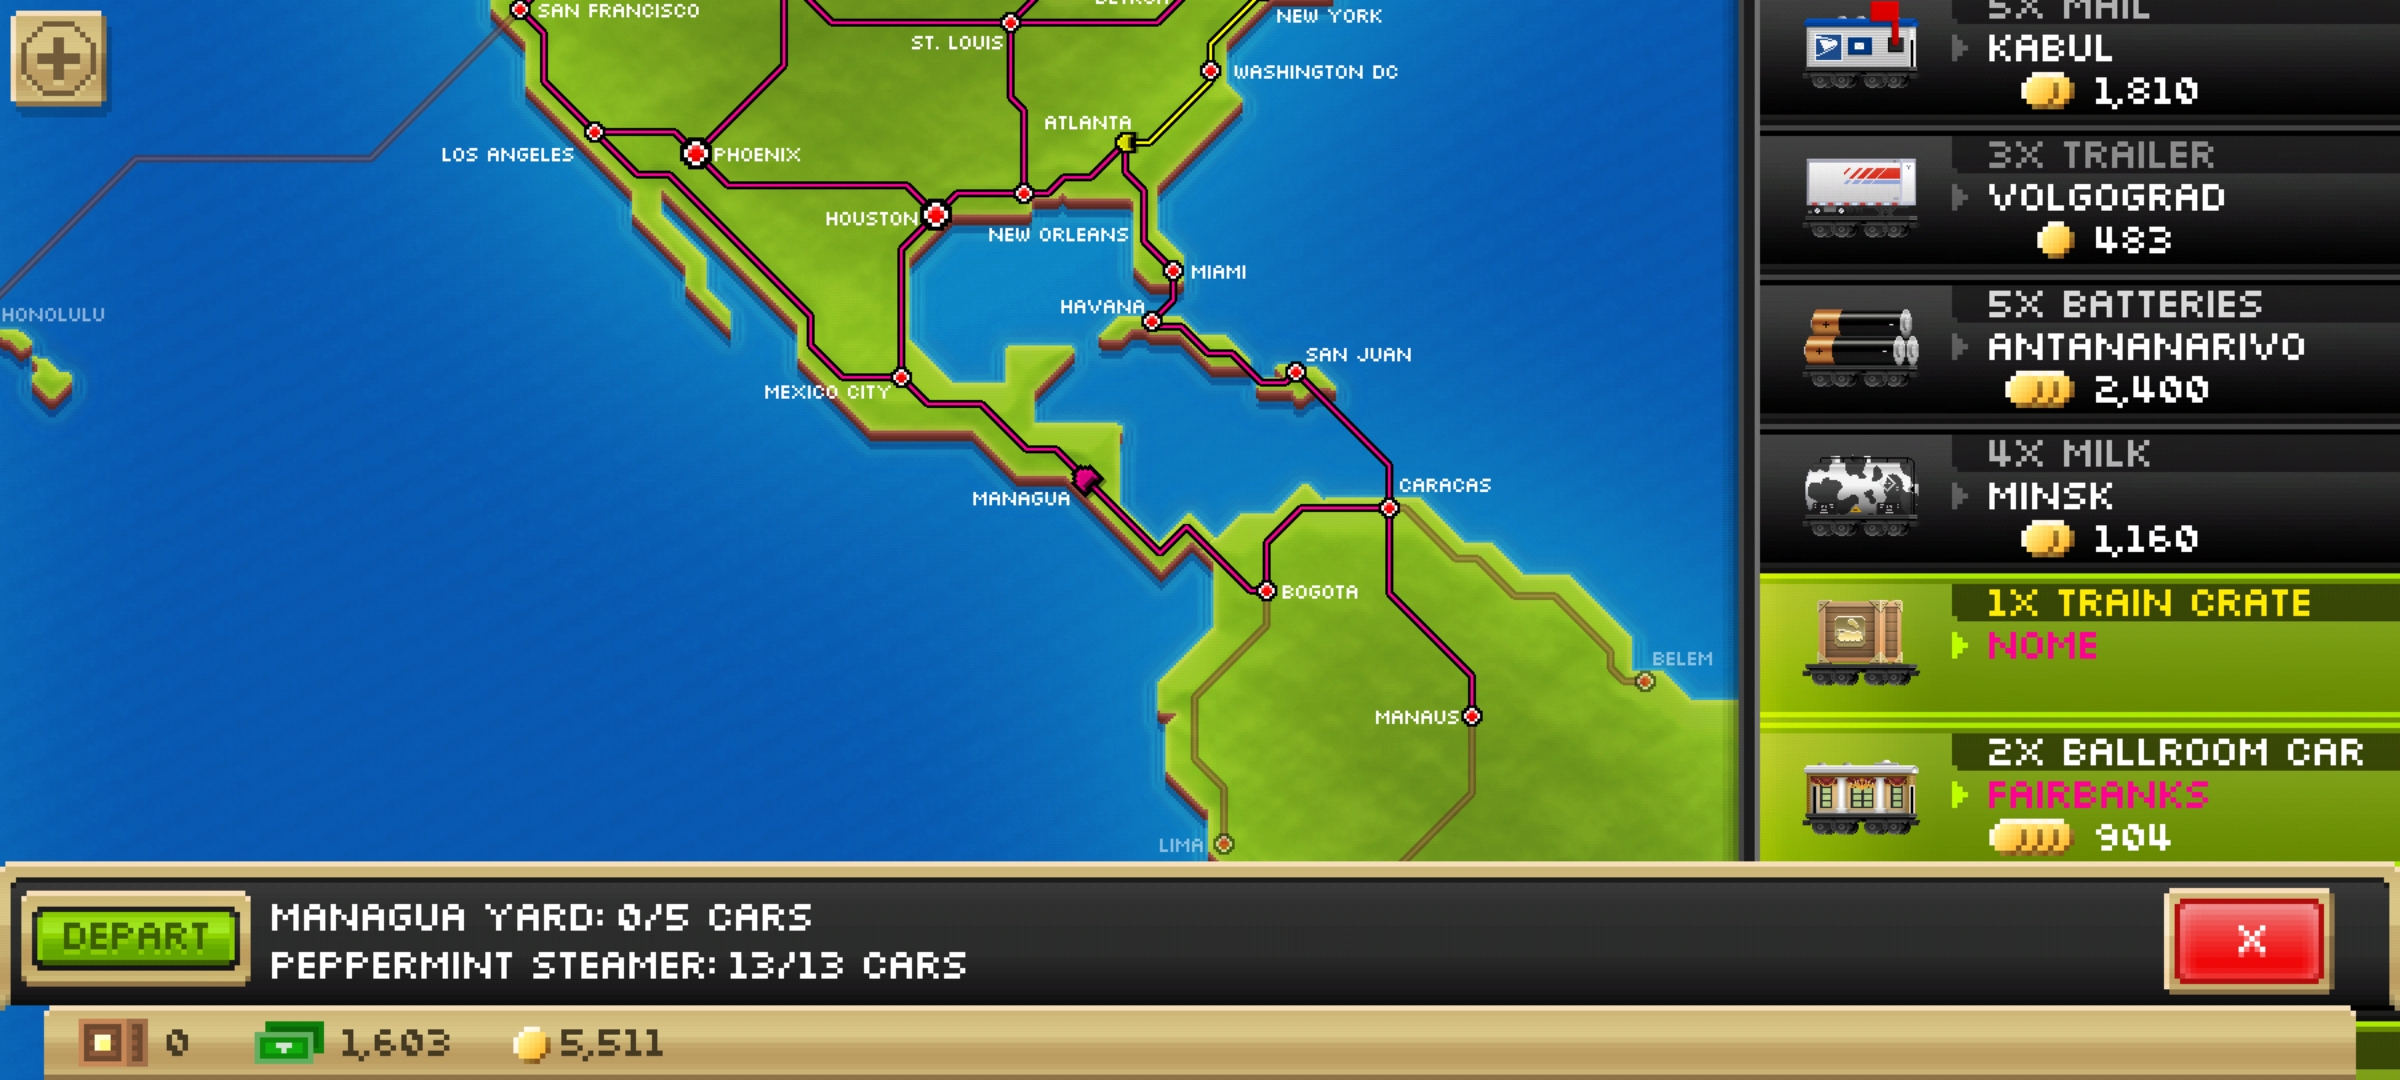 SAN FRANCISCO
NEW YORK
ST. LOUIS
WASHINGTON DC
ATLANTA
LOS ANGELES
PHOENIX
HOUSTON
NEW ORLEANS
MIAMI
HAVANA
HONOLULU
SAN JUAN
MEXICO CITY
MANAGUA
CARACAS
BOGOTA
BELEM
MANAUS
LIMA
5X MAIL
KABUL
1,810
3X TRAILER
VOLGOGRAD
483
5X BATTERIES
ANTANANARIVO
2,400
4X MILK
MINSK
1,160
1X TRAIN CRATE
NOME
2X BALLROOM CAR
FAIRBANKS
904
DEPART
MANAGUA YARD: 0/5 CARS
PEPPERMINT STEAMER: 13/13 CARS
X
0
1,603
5,511